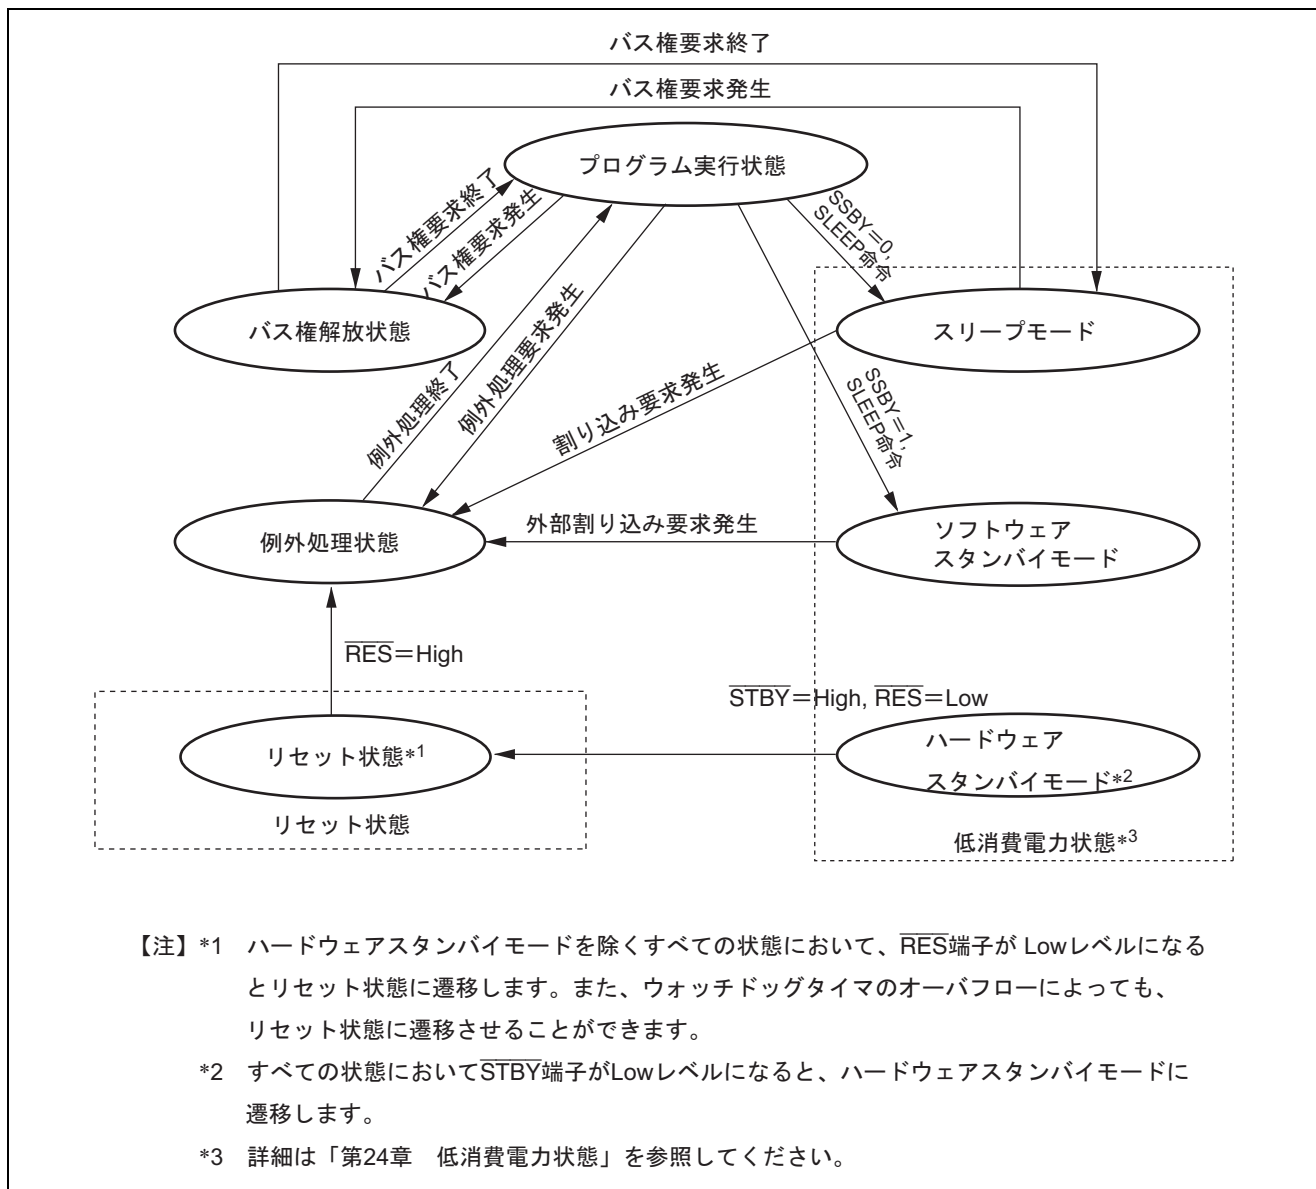 バス権要求終了
バス権要求発生
プログラム実行状態
バス権要求終了
バス権要求発生
SSBY=0,
SLEEP命令
バス権解放状態
スリープモード
例外処理終了
例外処理要求発生
割り込み要求発生
SSBY=1,
SLEEP命令
例外処理状態
外部割り込み要求発生
ソフトウェア
スタンバイモード
R̅E̅S̅=High
S̅T̅B̅Y̅=High, R̅E̅S̅=Low
リセット状態*1
ハードウェア
スタンバイモード*2
リセット状態
低消費電力状態*3
【注】*1 ハードウェアスタンバイモードを除くすべての状態において、R̅E̅S̅端子が Lowレベルになる
とリセット状態に遷移します。また、ウォッチドッグタイマのオーバフローによっても、
リセット状態に遷移させることができます。
*2 すべての状態においてS̅T̅B̅Y̅端子がLowレベルになると、ハードウェアスタンバイモードに
遷移します。
*3 詳細は「第24章 低消費電力状態」を参照してください。